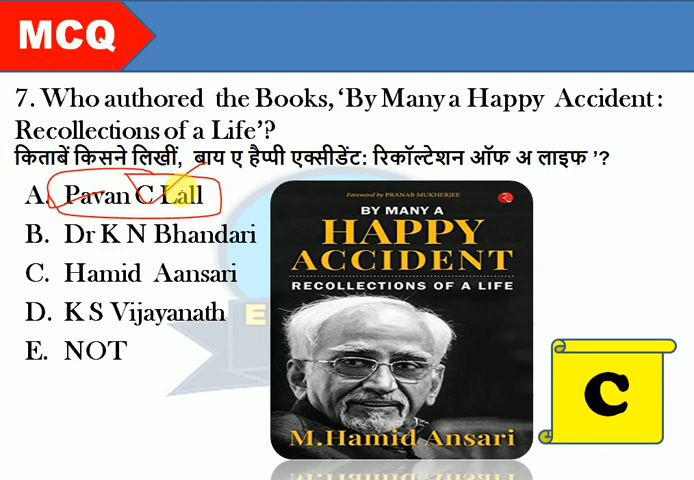 MCQ
7. Who authored the Books, ‘By Many a Happy Accident :
Recollections of a Life’?
किताबें किसने लिखीं, बाय ए हैप्पी एक्सीडेंट: रिकॉल्टेशन ऑफ अ लाइफ ’?
A. Pavan C Lall
B. Dr K N Bhandari
C. Hamid Aansari
D. K S Vijayanath
E. NOT
Foreword by PRANAB MUKHERJEE
BY MANY A
HAPPY
ACCIDENT
RECOLLECTIONS OF A LIFE
M.Hamid Ansari
C